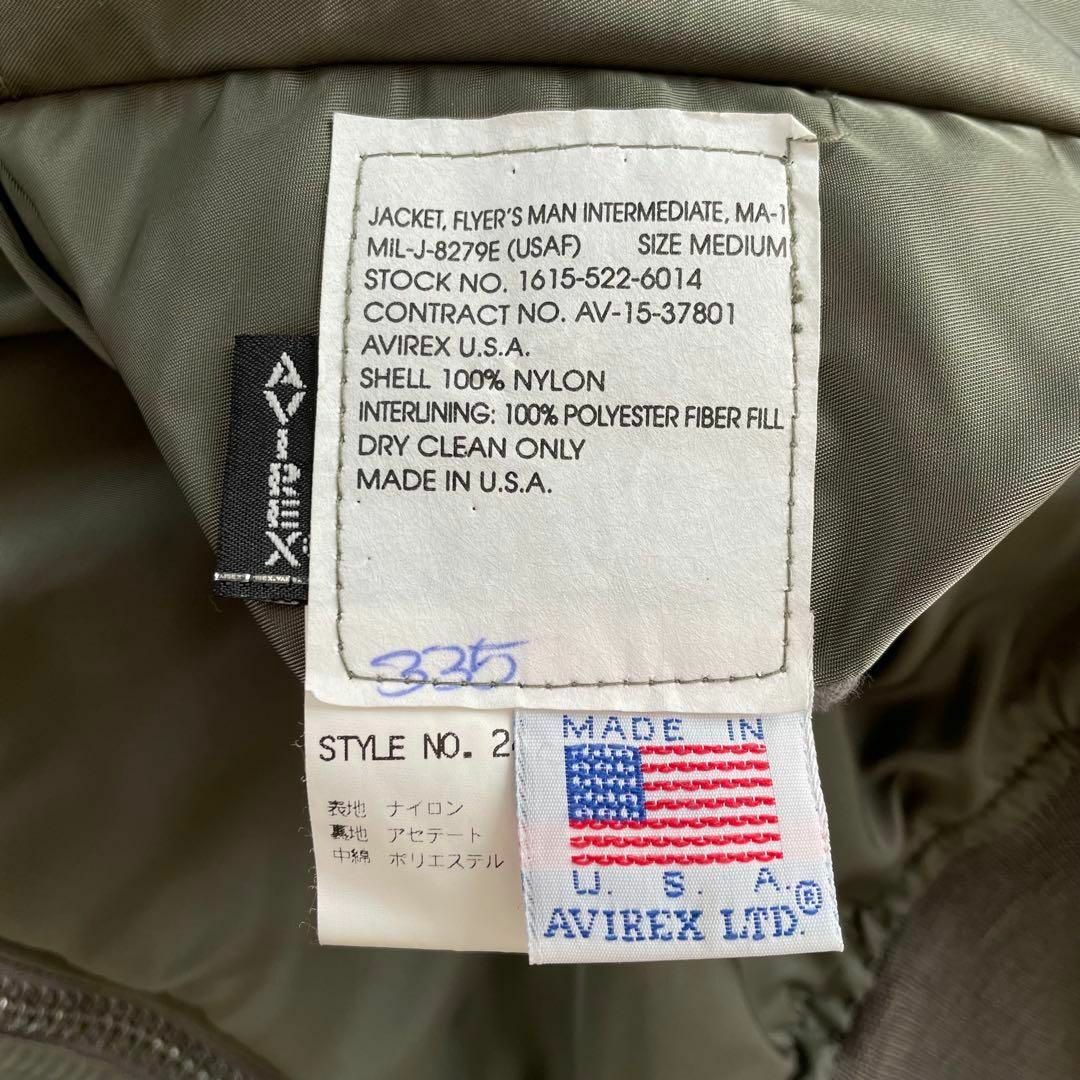 JACKET, FLYER'S MAN INTERMEDIATE, MA-1
MIL-J-8279E (USAF) SIZE MEDIUM
STOCK NO. 1615-522-6014
CONTRACT NO. AV-15-37801
AVIREX U.S.A.
SHELL 100% NYLON
INTERLINING: 100% POLYESTER FIBER FILL
DRY CLEAN ONLY
MADE IN U.S.A.
335
STYLE NO.
表地 ナイロン
裏地 アセテート
中綿 ポリエステル
MADE IN
U. S. A.
AVIREX LTD.®